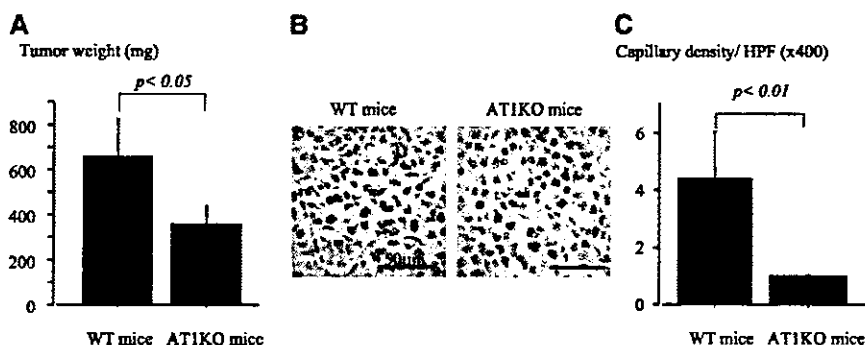 A
Tumor weight (mg)
p< 0.05
800
600
400
200
0
WT mice AT1KO mice
B
WT mice AT1KO mice
50μm
C
Capillary density/ HPF (x400)
p< 0.01
6
4
2
0
WT mice AT1KO mice